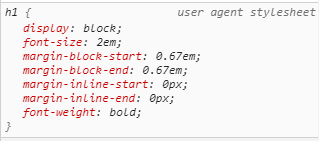 h1 { user agent stylesheet
display: block;
font-size: 2em;
margin-block-start: 0.67em;
margin-block-end: 0.67em;
margin-inline-start: 0px;
margin-inline-end: 0px;
font-weight: bold;
}